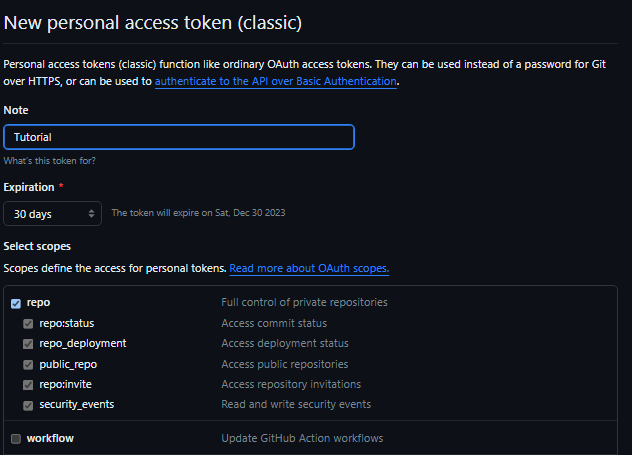 New personal access token (classic)
Personal access tokens (classic) function like ordinary OAuth access tokens. They can be used instead of a password for Git
over HTTPS, or can be used to authenticate to the API over Basic Authentication.
Note
Tutorial
What's this token for?
Expiration *
30 days The token will expire on Sat, Dec 30 2023
Select scopes
Scopes define the access for personal tokens. Read more about OAuth scopes.
repo Full control of private repositories
repo:status Access commit status
repo_deployment Access deployment status
public_repo Access public repositories
repo:invite Access repository invitations
security_events Read and write security events
workflow Update GitHub Action workflows